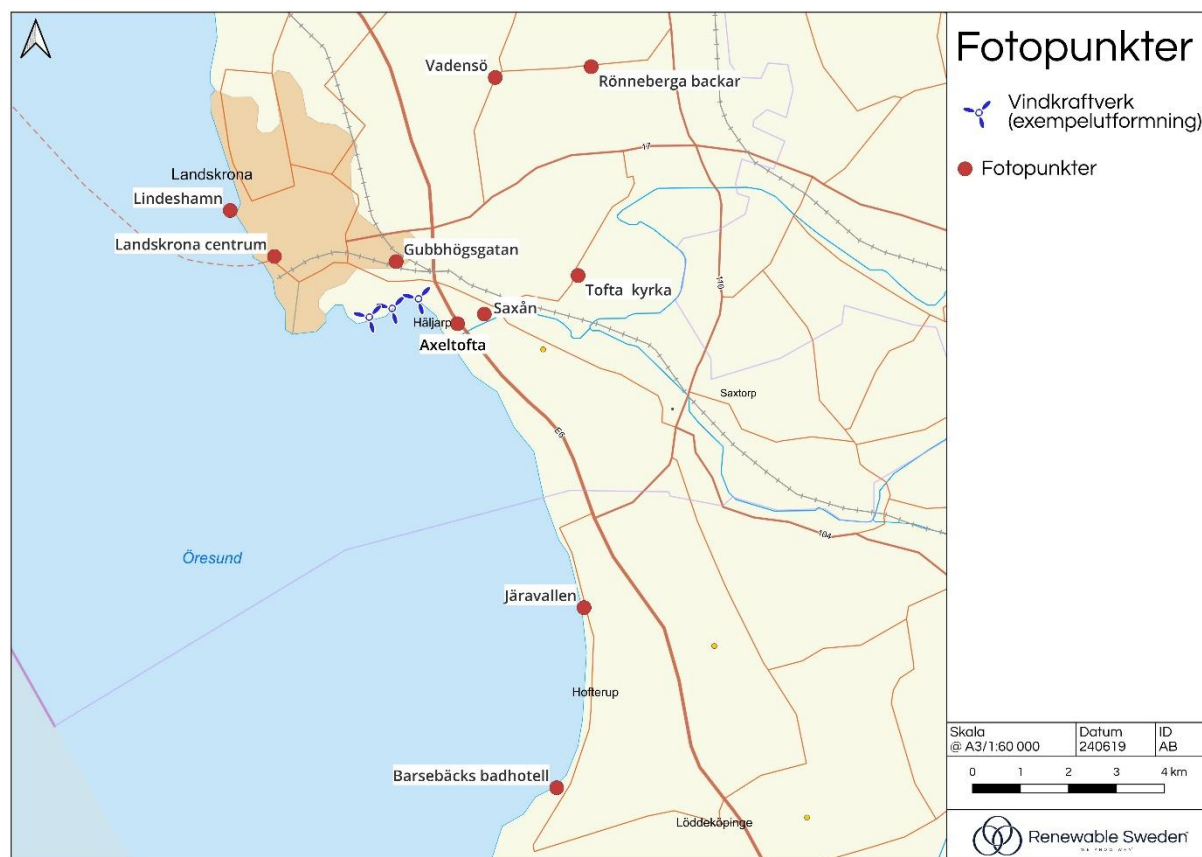 Fotopunkter
Vindkraftverk
(exempelutformning)
Fotopunkter
Vadensö
Rönneberga backar
17
Landskrona
Lindeshamn
Landskrona centrum
Gubbhögsgatan
Tofta kyrka
110
Saxån
Häljarp
Axeltofta
Saxtorp
E6
104
Öresund
Järavallen
Hofterup
Barsebäcks badhotell
Löddeköpinge
Skala
@ A3/1:60 000
Datum
240619
ID
AB
0 1 2 3 4 km
Renewable Sweden